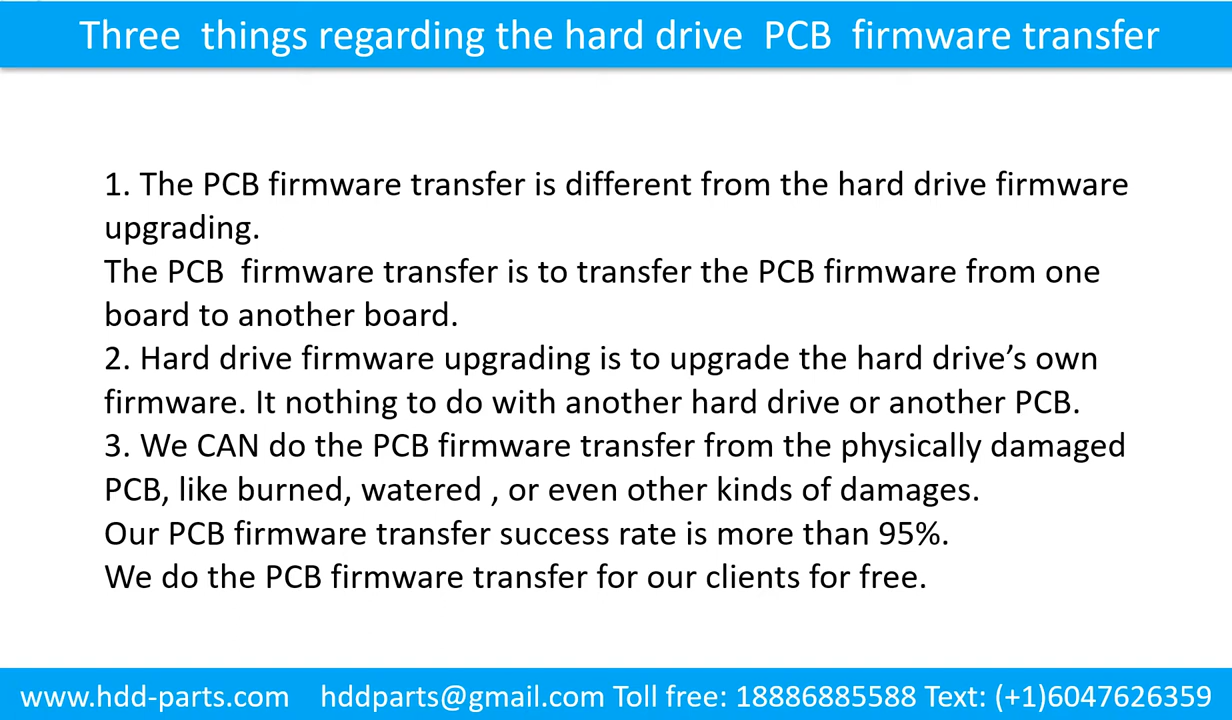 Three things regarding the hard drive PCB firmware transfer
1. The PCB firmware transfer is different from the hard drive firmware
upgrading.
The PCB firmware transfer is to transfer the PCB firmware from one
board to another board.
2. Hard drive firmware upgrading is to upgrade the hard drive’s own
firmware. It nothing to do with another hard drive or another PCB.
3. We CAN do the PCB firmware transfer from the physically damaged
PCB, like burned, watered , or even other kinds of damages.
Our PCB firmware transfer success rate is more than 95%.
We do the PCB firmware transfer for our clients for free.
www.hdd-parts.com hddparts@gmail.com Toll free: 18886885588 Text: (+1)6047626359